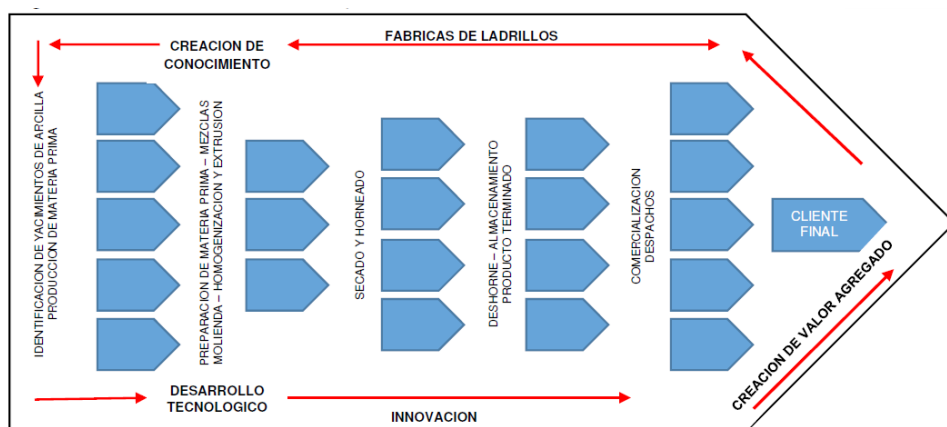 FABRICAS DE LADRILLOS
CREACION DE
CONOCIMIENTO
IDENTIFICACION DE YACIMIENTOS DE ARCILLA
PRODUCCION DE MATERIA PRIMA
PREPARACION DE MATERIA PRIMA – MEZCLAS
MOLIENDA – HOMOGENIZACION Y EXTRUSION
SECADO Y HORNEADO
DESHORNE – ALMACENAMIENTO
PRODUCTO TERMINADO
COMERCIALIZACION
DESPACHOS
CLIENTE
FINAL
CREACION DE VALOR AGREGADO
DESARROLLO
TECNOLOGICO
INNOVACION